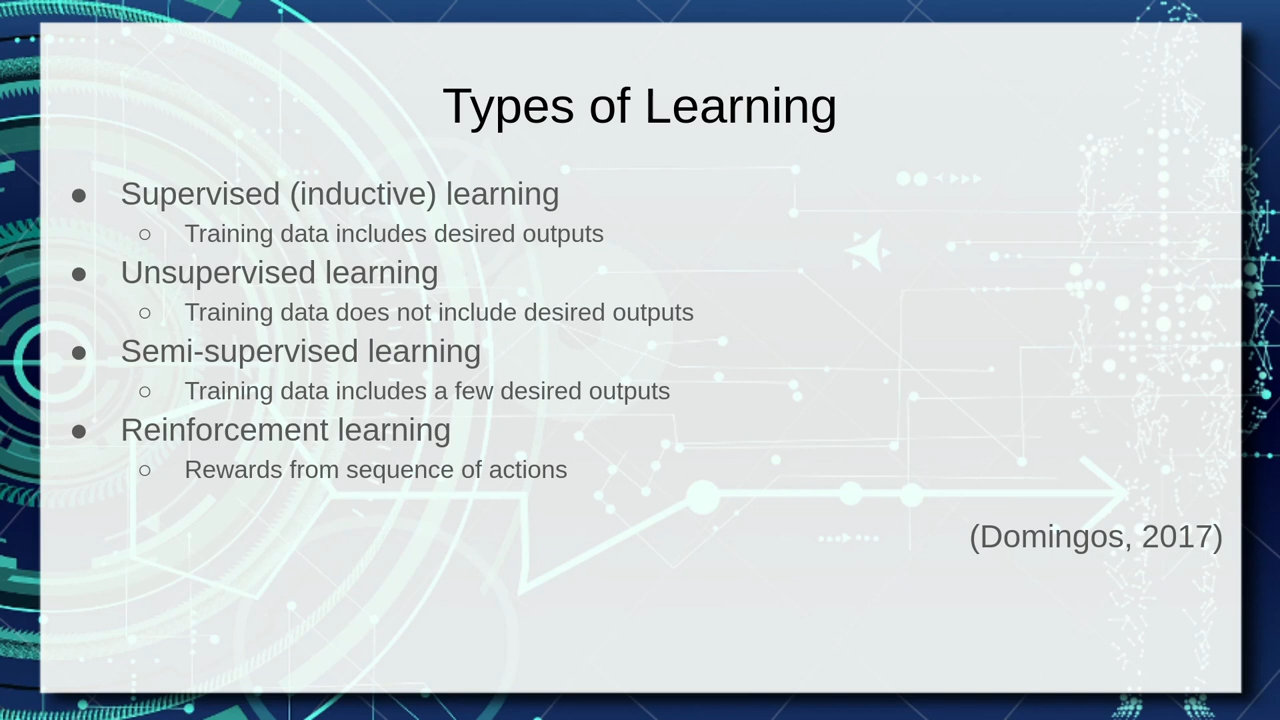 Types of Learning
● Supervised (inductive) learning
○ Training data includes desired outputs
● Unsupervised learning
○ Training data does not include desired outputs
● Semi-supervised learning
○ Training data includes a few desired outputs
● Reinforcement learning
○ Rewards from sequence of actions
(Domingos, 2017)